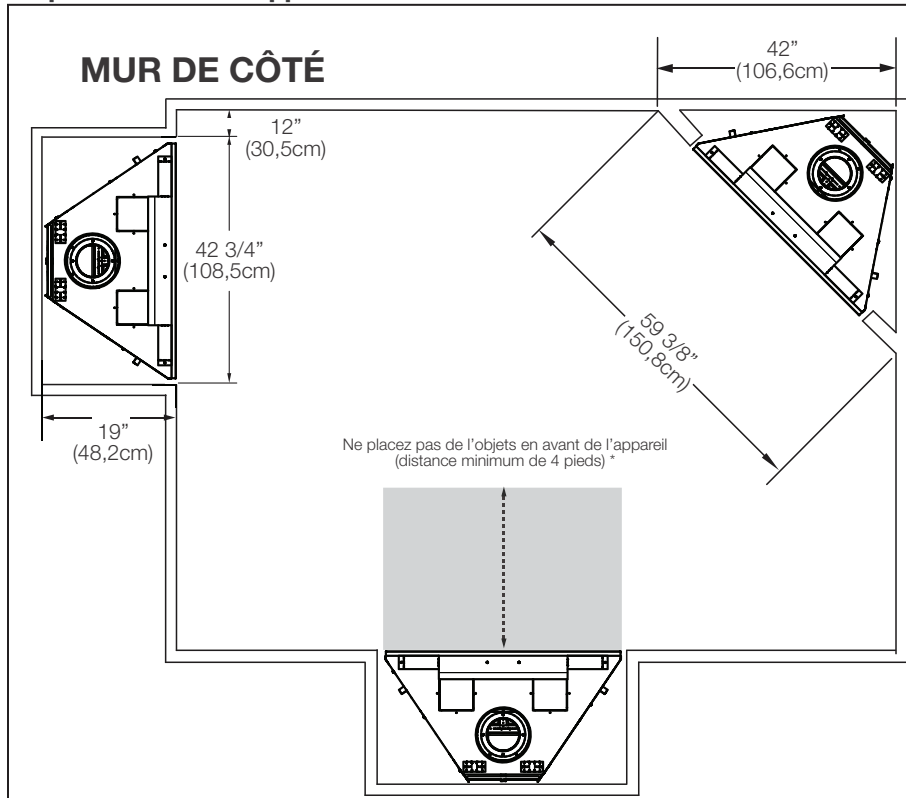 MUR DE CÔTÉ
42”
(106,6cm)
12”
(30,5cm)
42 3/4”
(108,5cm)
59 3/8”
(150,8cm)
19”
(48,2cm)
Ne placez pas de l’objets en avant de l’appareil
(distance minimum de 4 pieds) *